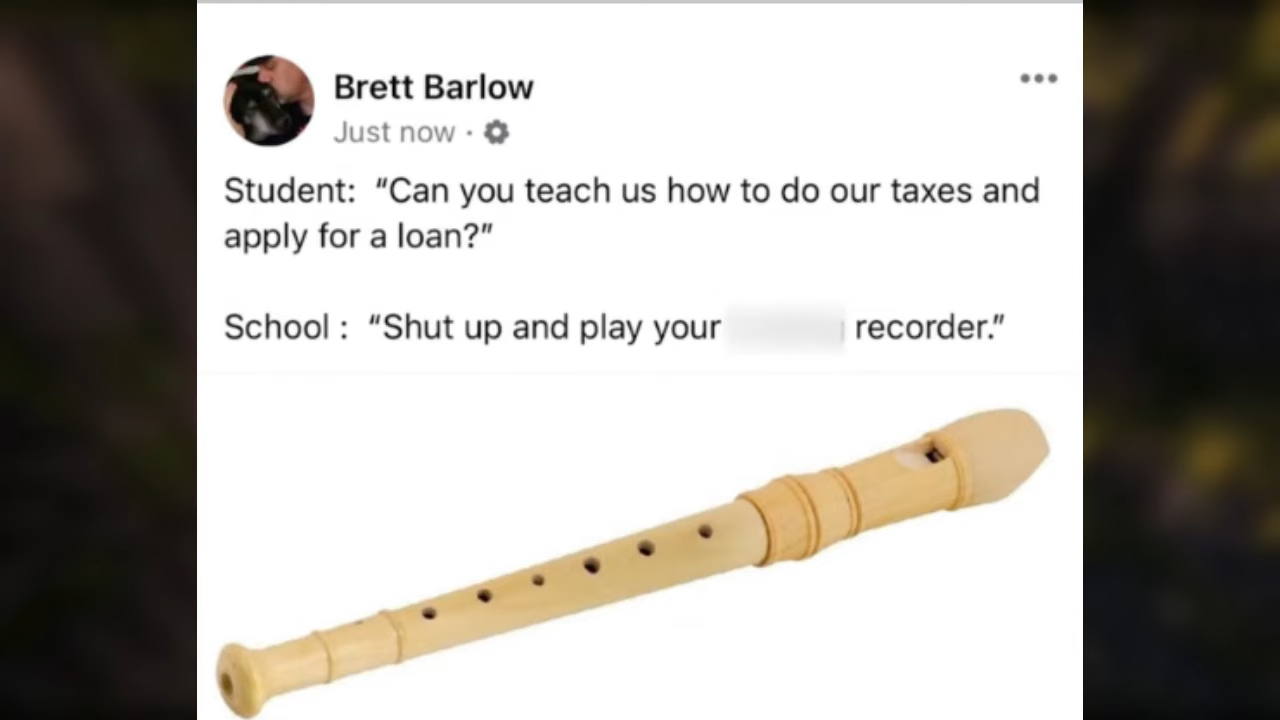 Brett Barlow
Just now ·
Student: “Can you teach us how to do our taxes and
apply for a loan?”
School : “Shut up and play your recorder.”